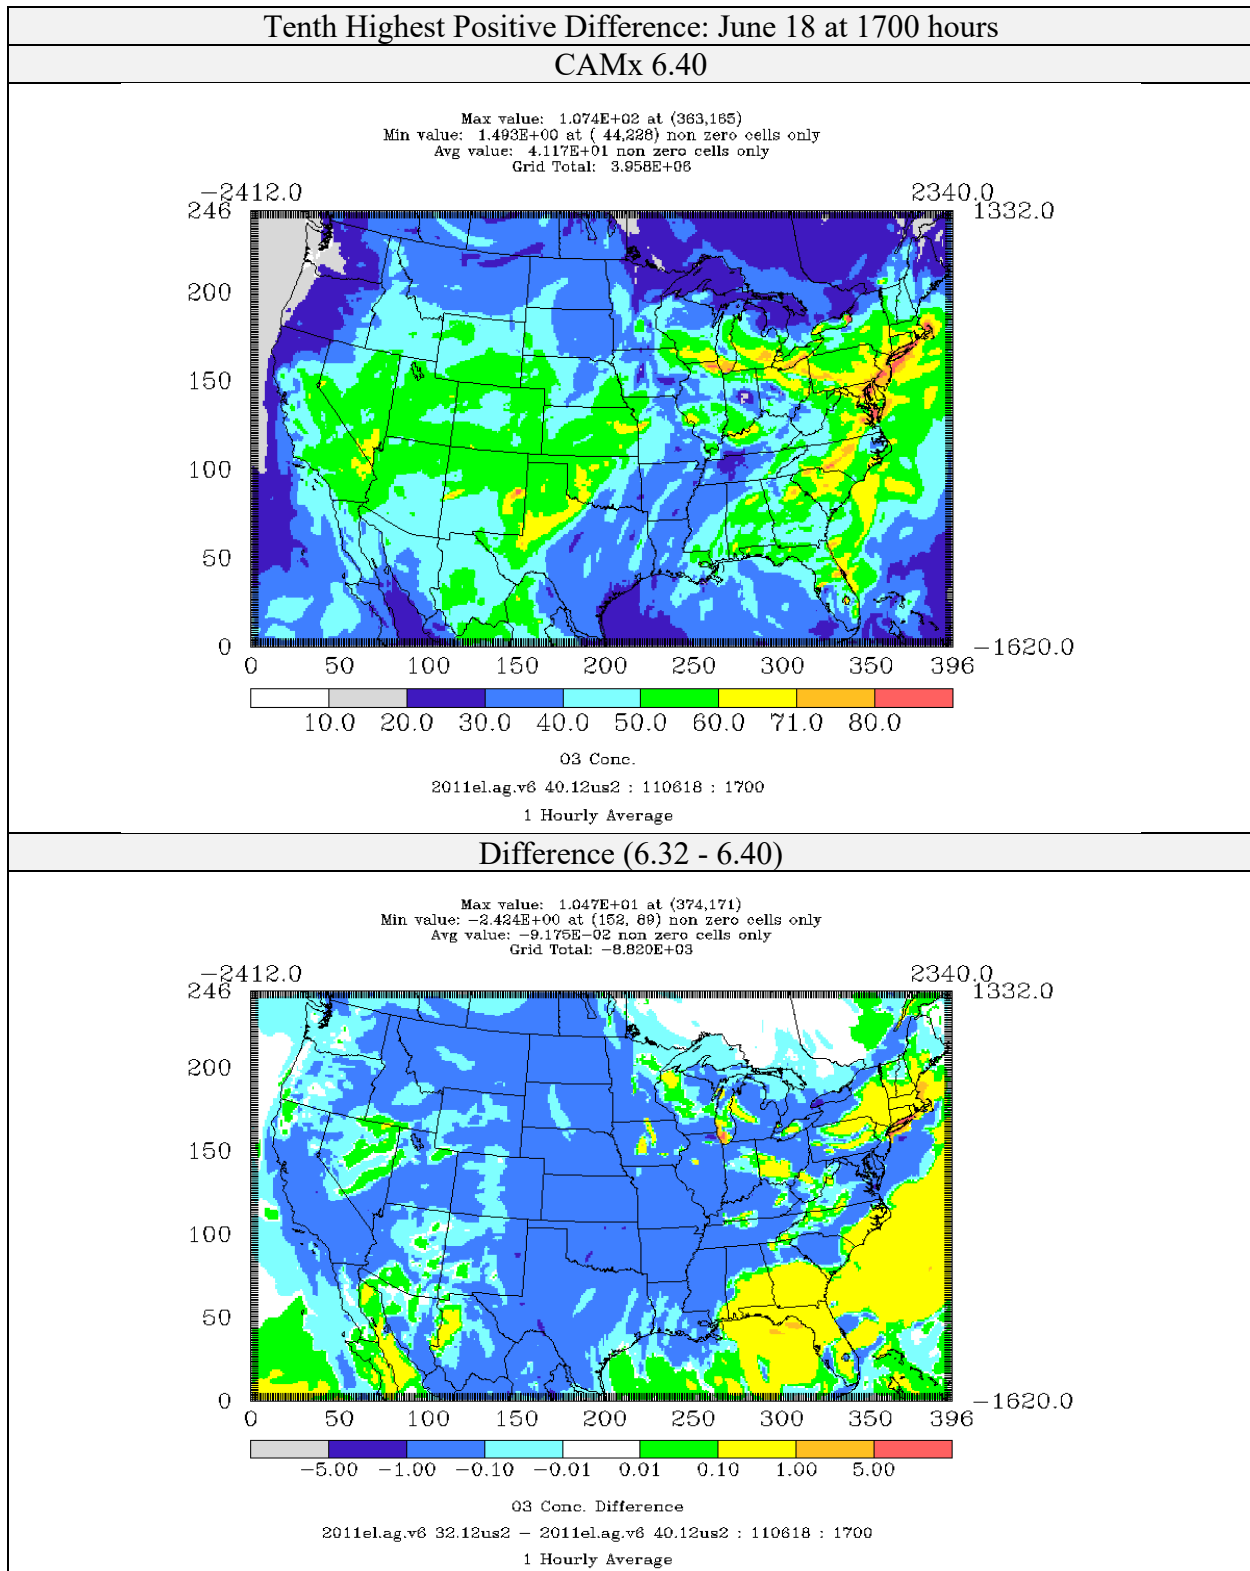 Tenth Highest Positive Difference: June 18 at 1700 hours
CAMx 6.40
Max value: 1.074E+02 at (363,165)
Min value: 1.493E+00 at ( 44,228) non zero cells only
Avg value: 4.117E+01 non zero cells only
Grid Total: 3.958E+06
−2412.0 2340.0
246 1332.0
200
150
100
50
0 −1620.0
0 50 100 150 200 250 300 350 396
10.0 20.0 30.0 40.0 50.0 60.0 71.0 80.0
O3 Conc.
2011el.ag.v6 40.12us2 : 110618 : 1700
1 Hourly Average
Difference (6.32 - 6.40)
Max value: 1.047E+01 at (374,171)
Min value: −2.424E+00 at (152, 89) non zero cells only
Avg value: −9.175E−02 non zero cells only
Grid Total: −8.820E+03
−2412.0 2340.0
246 1332.0
200
150
100
50
0 −1620.0
0 50 100 150 200 250 300 350 396
−5.00 −1.00 −0.10 −0.01 0.01 0.10 1.00 5.00
O3 Conc. Difference
2011el.ag.v6 32.12us2 − 2011el.ag.v6 40.12us2 : 110618 : 1700
1 Hourly Average